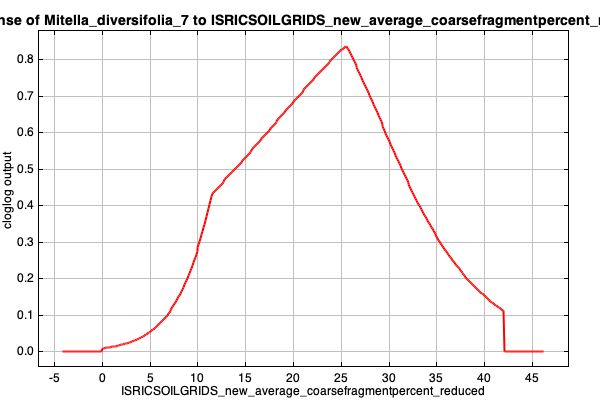 nse of Mitella_diversifolia_7 to ISRICSOILGRIDS_new_average_coarsefragmentpercent_r
cloglog output
0.8
0.7
0.6
0.5
0.4
0.3
0.2
0.1
0.0
-5 0 5 10 15 20 25 30 35 40 45
ISRICSOILGRIDS_new_average_coarsefragmentpercent_reduced